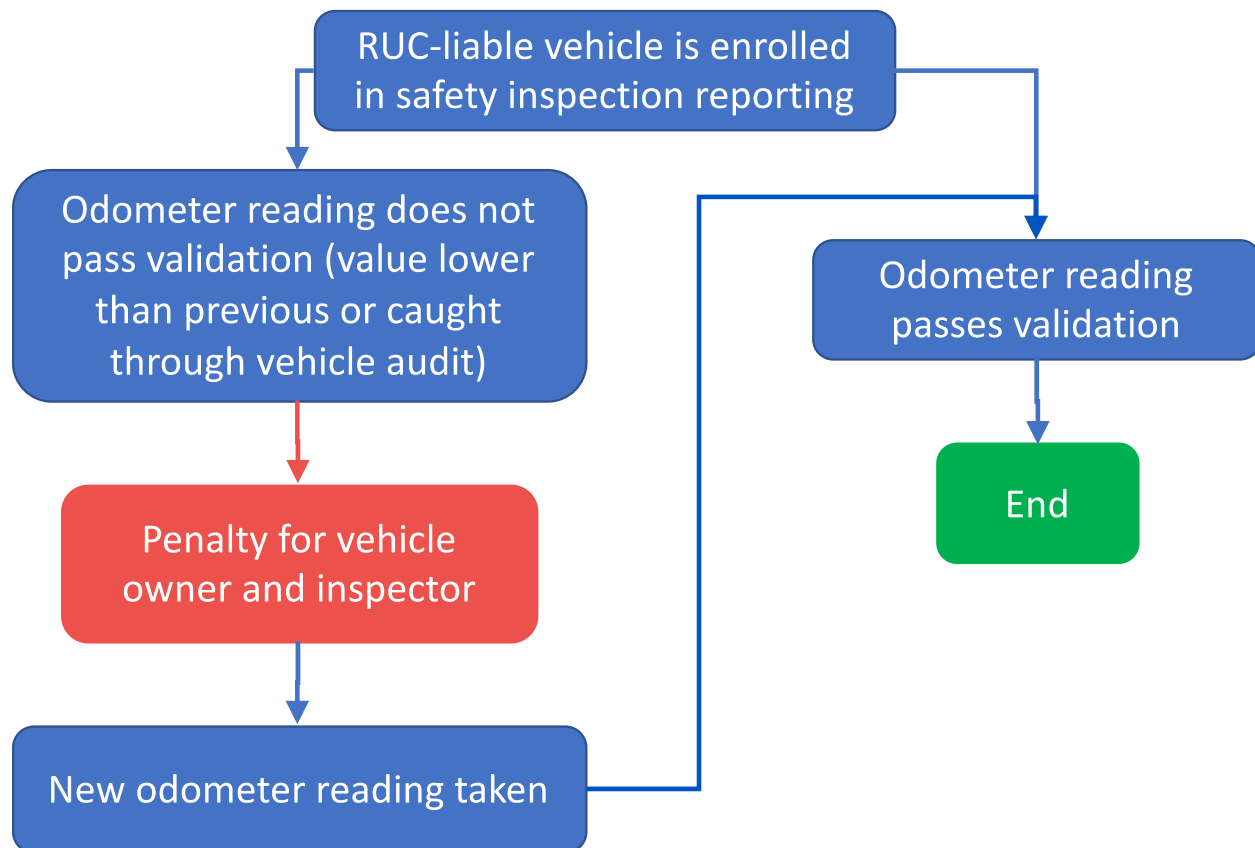 RUC-liable vehicle is enrolled
in safety inspection reporting
Odometer reading does not
pass validation (value lower
than previous or caught
through vehicle audit)
Odometer reading
passes validation
End
Penalty for vehicle
owner and inspector
New odometer reading taken